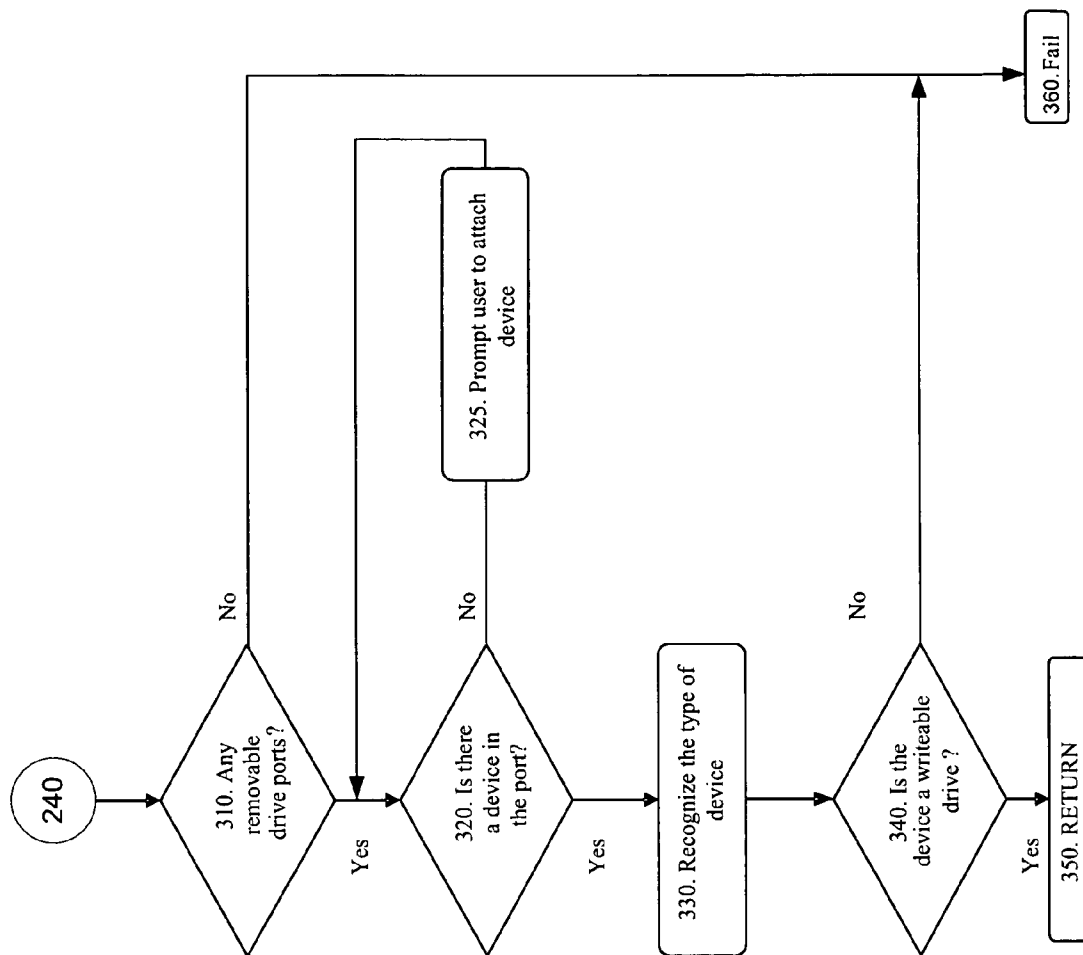 240
310. Any
removable
drive ports ?
No
Yes
320. Is there
a device in
the port?
No
325. Prompt user to attach
device
Yes
330. Recognize the type of
device
340. Is the
device a writeable
drive ?
No
Yes
350. RETURN
360. Fail